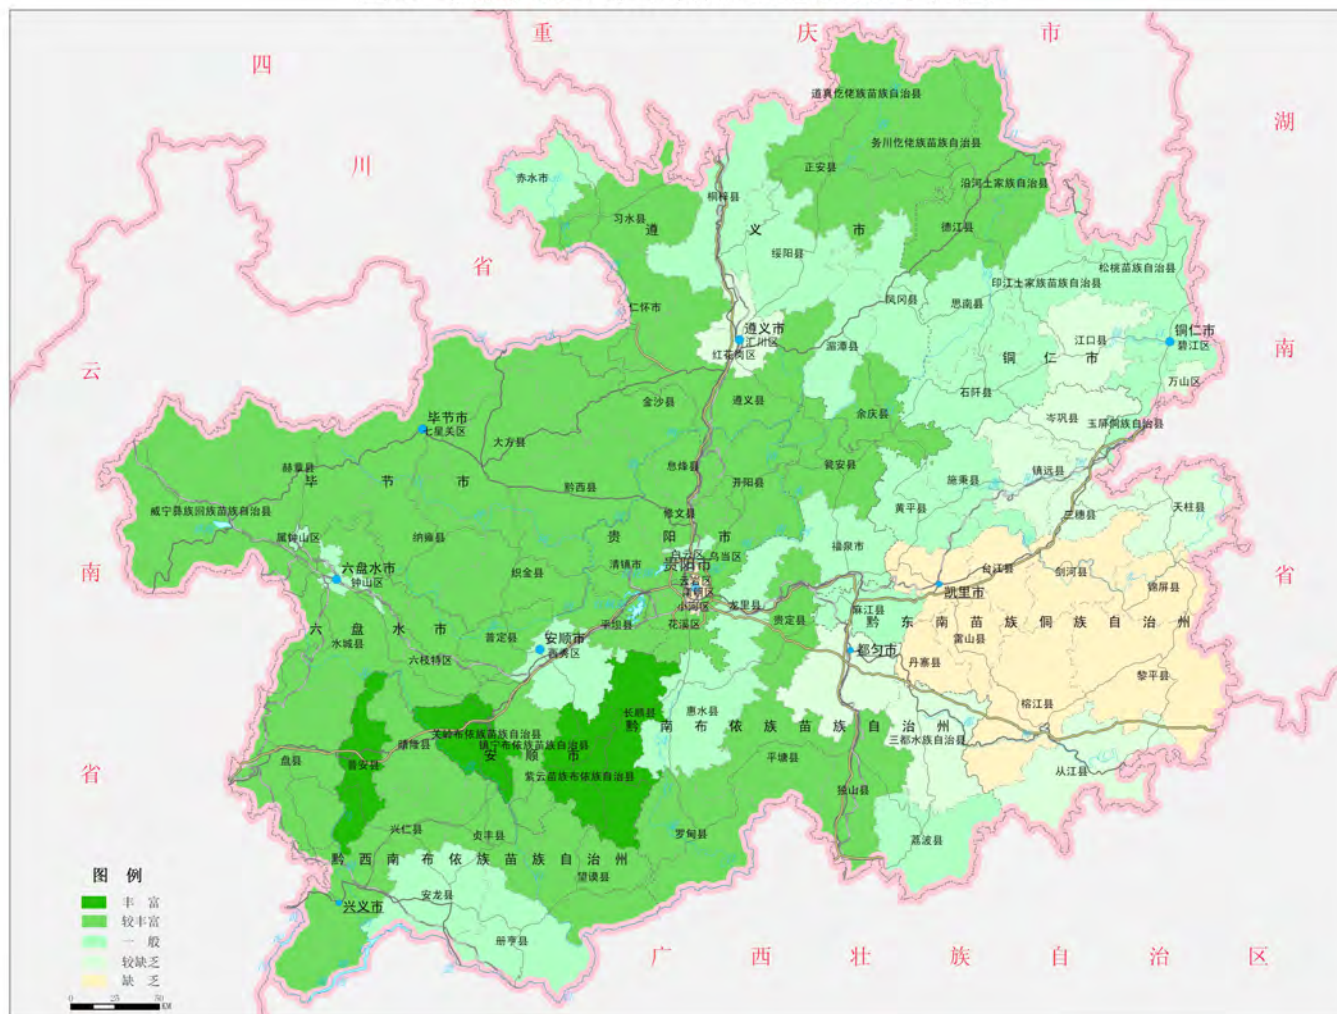 重 庆 市
四 川 省
湖 南 省
云 南 省
广 西 壮 族 自 治 区
道真仡佬族苗族自治县
务川仡佬族苗族自治县
正安县
沿河土家族自治县
赤水市
桐梓县
习水县
德江县
遵 义 市
绥阳县
松桃苗族自治县
印江土家族苗族自治县
凤冈县
思南县
仁怀市
遵义市
汇川区
红花岗区
湄潭县
江口县
铜仁市
碧江区
铜 仁 市
万山区
石阡县
金沙县
遵义县
余庆县
岑巩县
玉屏侗族自治县
毕节市
七星关区
大方县
息烽县
瓮安县
镇远县
赫章县
毕 节 市
黔西县
开阳县
施秉县
黄平县
天柱县
三穗县
威宁县族回族苗族自治县
修文县
属钟山区
纳雍县
贵 阳 市
福泉市
白云区
乌当区
六盘水市
钟山区
织金县
清镇市
贵阳市
云岩区
南明区
小河区
台江县
剑河县
锦屏县
凯里市
龙里县
麻江县
贵定县
花溪区
平坝县
黔 东 南 苗 族 侗 族 自 治 州
六 盘 水 市
水城县
普定县
安顺市
西秀区
六枝特区
雷山县
都匀市
丹寨县
黎平县
榕江县
长顺县
惠水县
黔 南 布 依 族 苗 族 自 治 州
关岭布依族苗族自治县
镇宁布依族苗族自治县
三都水族自治县
盘县
普安县
晴隆县
安 顺 市
紫云苗族布依族自治县
平塘县
从江县
独山县
兴仁县
贞丰县
罗甸县
荔波县
黔 西 南 布 依 族 苗 族 自 治 州
望谟县
安龙县
兴义市
册亨县
图 例
丰 富
较丰富
一 般
较缺乏
缺 乏
0 25 50 KM